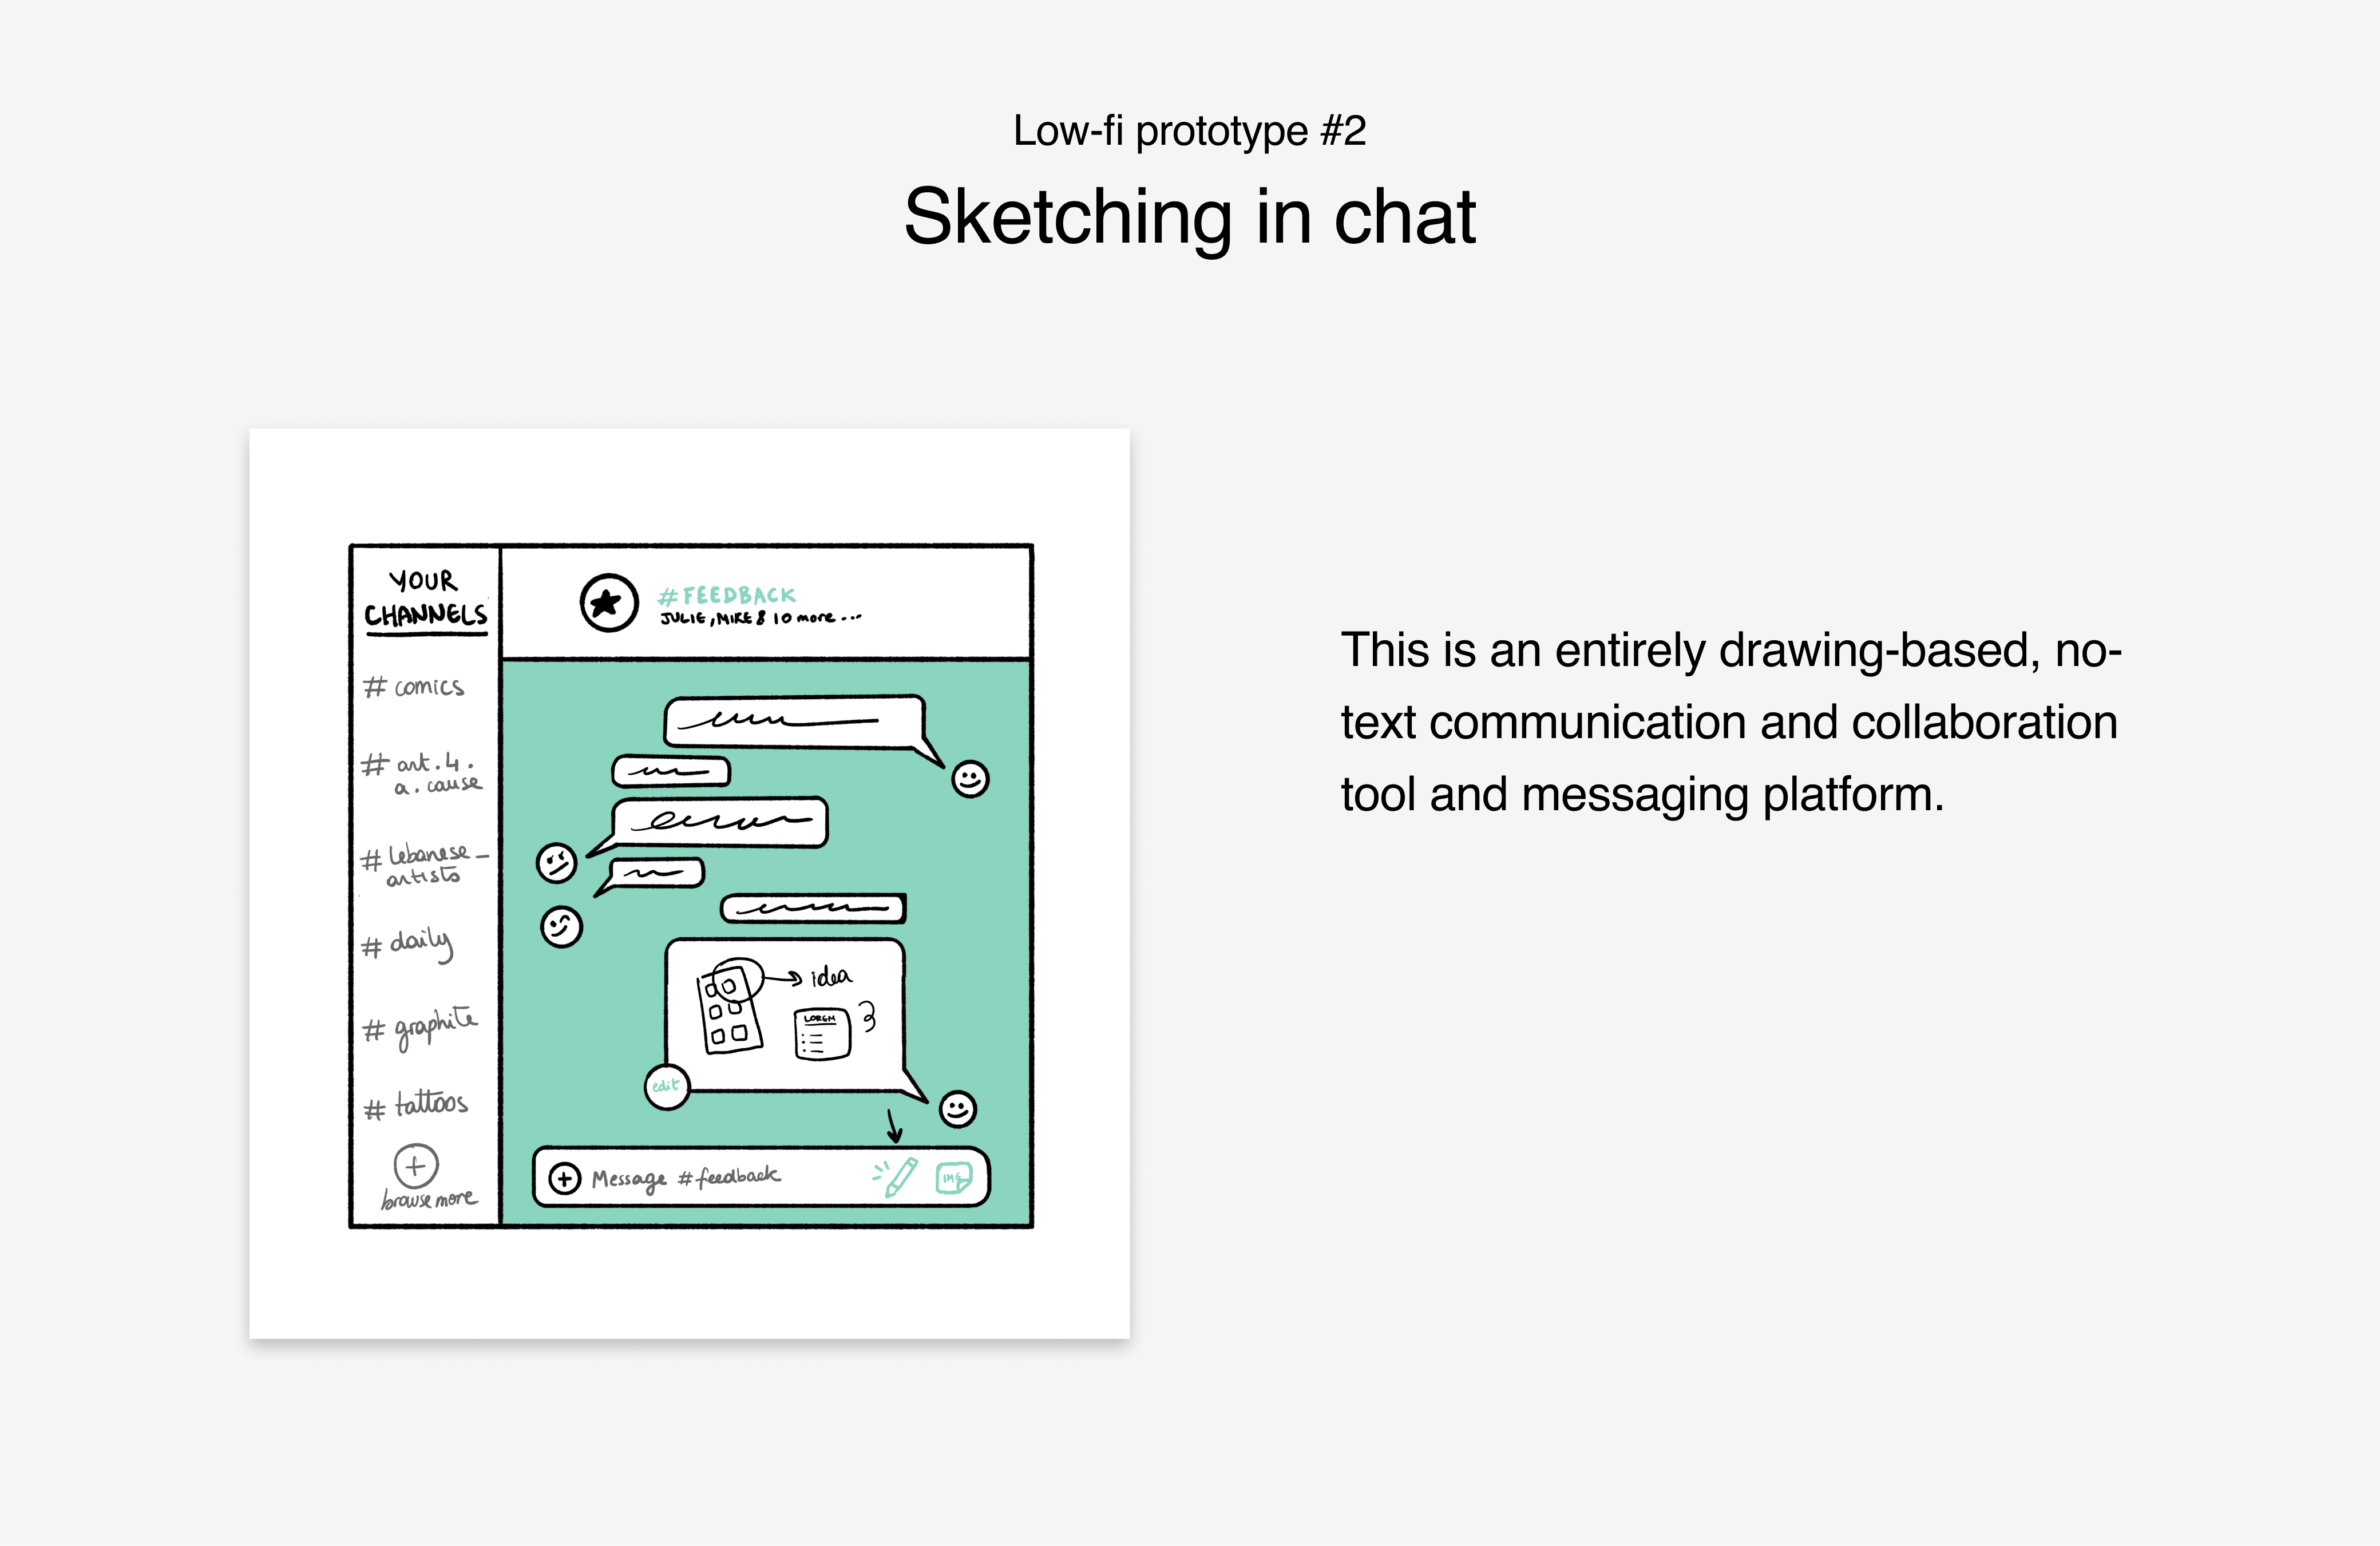 Low-fi prototype #2
Sketching in chat
YOUR
CHANNELS
# comics
# art.4.
a.cause
# lebanese_
artists
# daily
# graphite
# tattoos
browse more
#FEEDBACK
JULIE, MIKE & 10 more...
idea
LOREM
edit
Message #feedback
IMG
This is an entirely drawing-based, no-
text communication and collaboration
tool and messaging platform.